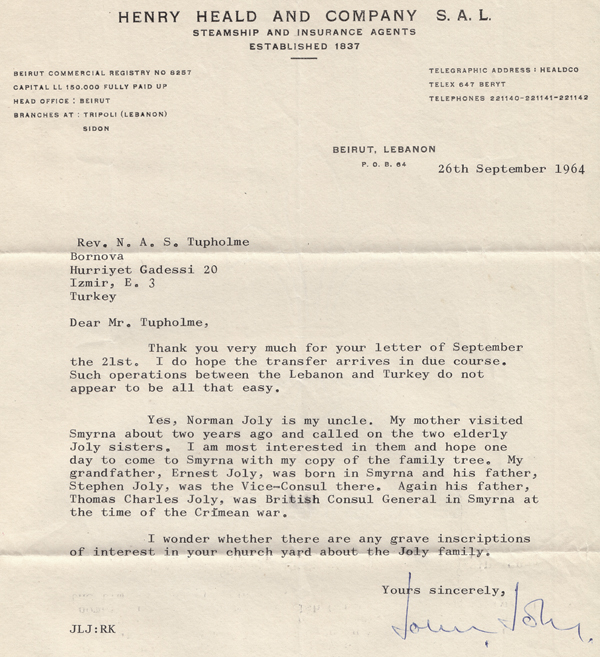 HENRY HEALD AND COMPANY S. A. L.
STEAMSHIP AND INSURANCE AGENTS
ESTABLISHED 1837
BEIRUT COMMERCIAL REGISTRY NO 8257
CAPITAL LL 150.000 FULLY PAID UP
HEAD OFFICE : BEIRUT
BRANCHES AT : TRIPOLI (LEBANON)
SIDON
TELEGRAPHIC ADDRESS : HEALDCO
TELEX 647 BERYT
TELEPHONES 221140-221141-221142
BEIRUT, LEBANON
P. O. B. 64
26th September 1964
Rev. N. A. S. Tupholme
Bornova
Hurriyet Gadessi 20
Izmir, E. 3
Turkey
Dear Mr. Tupholme,
Thank you very much for your letter of September
the 21st. I do hope the transfer arrives in due course.
Such operations between the Lebanon and Turkey do not
appear to be all that easy.
Yes, Norman Joly is my uncle. My mother visited
Smyrna about two years ago and called on the two elderly
Joly sisters. I am most interested in them and hope one
day to come to Smyrna with my copy of the family tree. My
grandfather, Ernest Joly, was born in Smyrna and his father,
Stephen Joly, was the Vice-Consul there. Again his father,
Thomas Charles Joly, was British Consul General in Smyrna at
the time of the Crimean war.
I wonder whether there are any grave inscriptions
of interest in your church yard about the Joly family.
Yours sincerely,
JLJ:RK